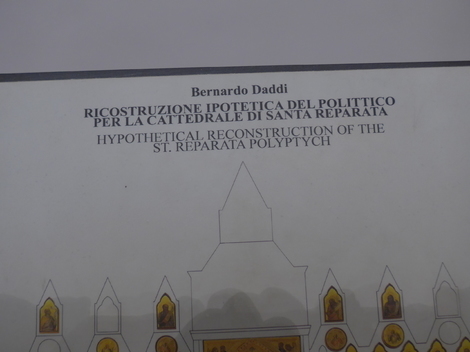 Bernardo Daddi
RICOSTRUZIONE IPOTETICA DEL POLITTICO
PER LA CATTEDRALE DI SANTA REPARATA
HYPOTHETICAL RECONSTRUCTION OF THE
ST. REPARATA POLYPTYCH